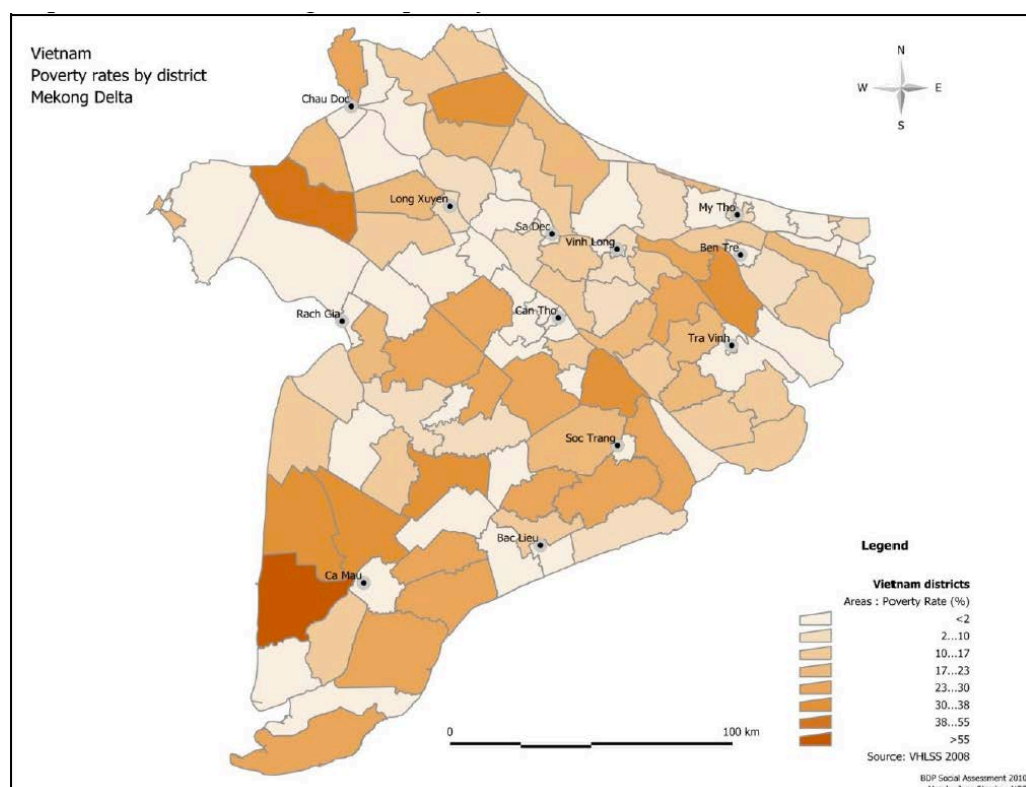 Vietnam
Poverty rates by district
Mekong Delta
N
W E
S
Chau Doc
Long Xuyen
My Tho
Sa Dec
Vinh Long
Ben Tre
Rach Gia
Can Tho
Tra Vinh
Soc Trang
Bac Lieu
Ca Mau
Legend
Vietnam districts
Areas : Poverty Rate (%)
<2
2...10
10...17
17...23
23...30
30...38
38...55
>55
0 100 km
Source: VHLSS 2008
BDP Social Assessment 2010